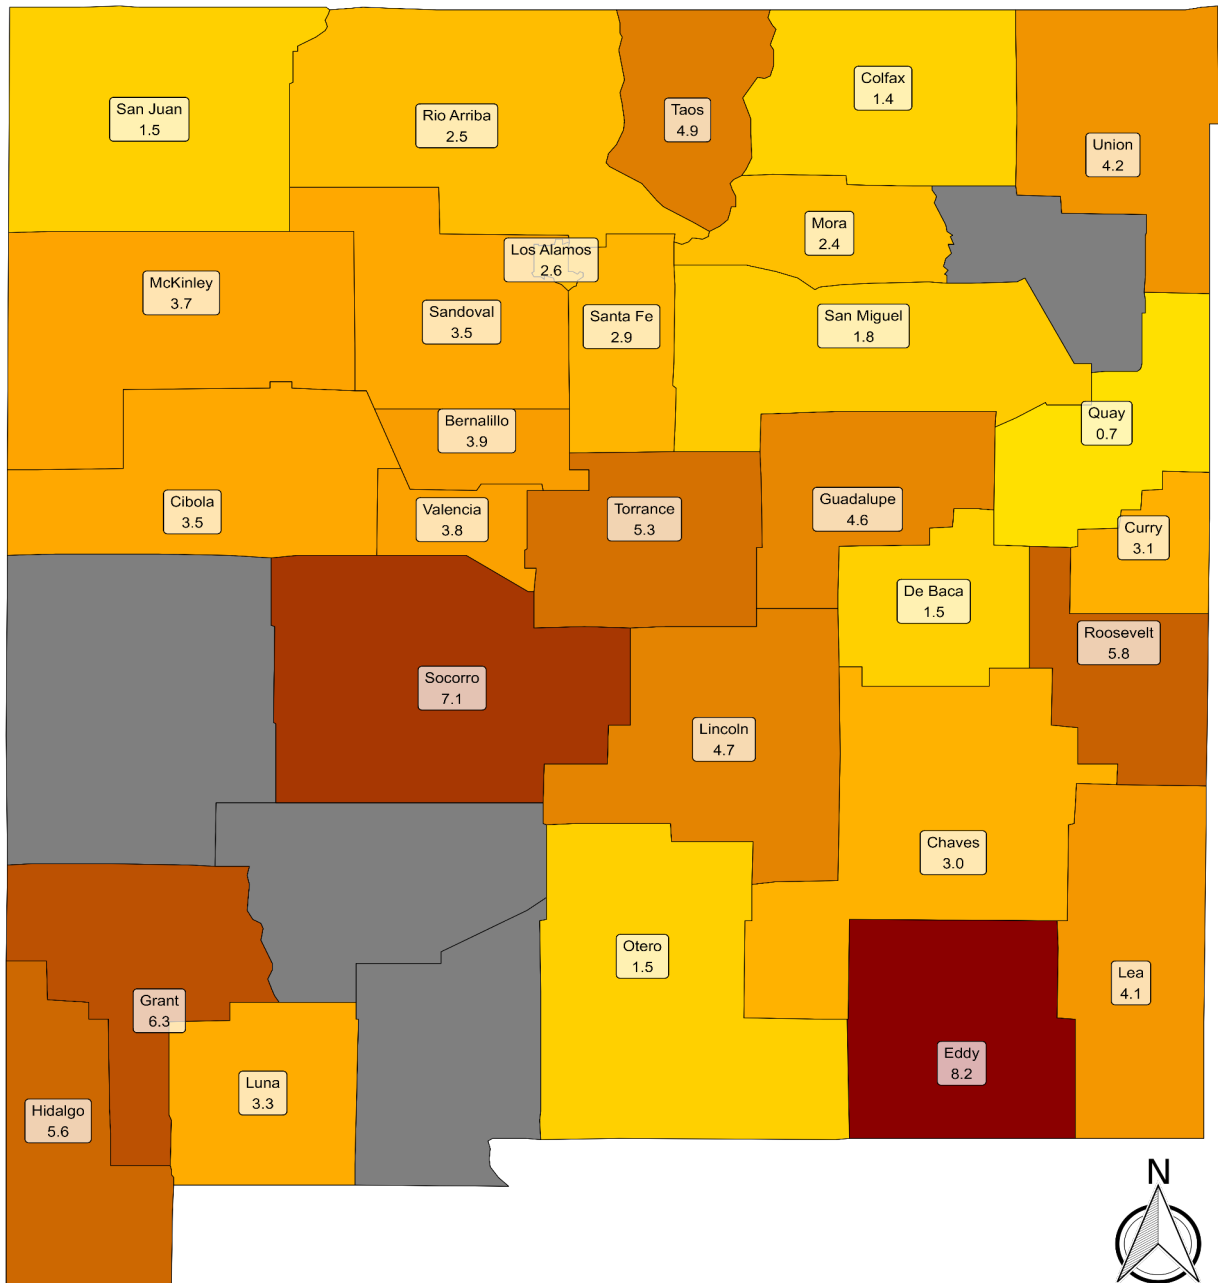 San Juan
1.5
Rio Arriba
2.5
Taos
4.9
Colfax
1.4
Union
4.2
Mora
2.4
Los Alamos
2.6
McKinley
3.7
Sandoval
3.5
Santa Fe
2.9
San Miguel
1.8
Quay
0.7
Bernalillo
3.9
Cibola
3.5
Valencia
3.8
Torrance
5.3
Guadalupe
4.6
Curry
3.1
De Baca
1.5
Roosevelt
5.8
Socorro
7.1
Lincoln
4.7
Chaves
3.0
Otero
1.5
Lea
4.1
Grant
6.3
Eddy
8.2
Luna
3.3
Hidalgo
5.6
N